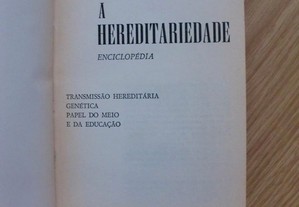 A
HEREDITARIEDADE
ENCICLOPÉDIA
TRANSMISSÃO HEREDITÁRIA
GENÉTICA
PAPEL DO MEIO
E DA EDUCAÇÃO